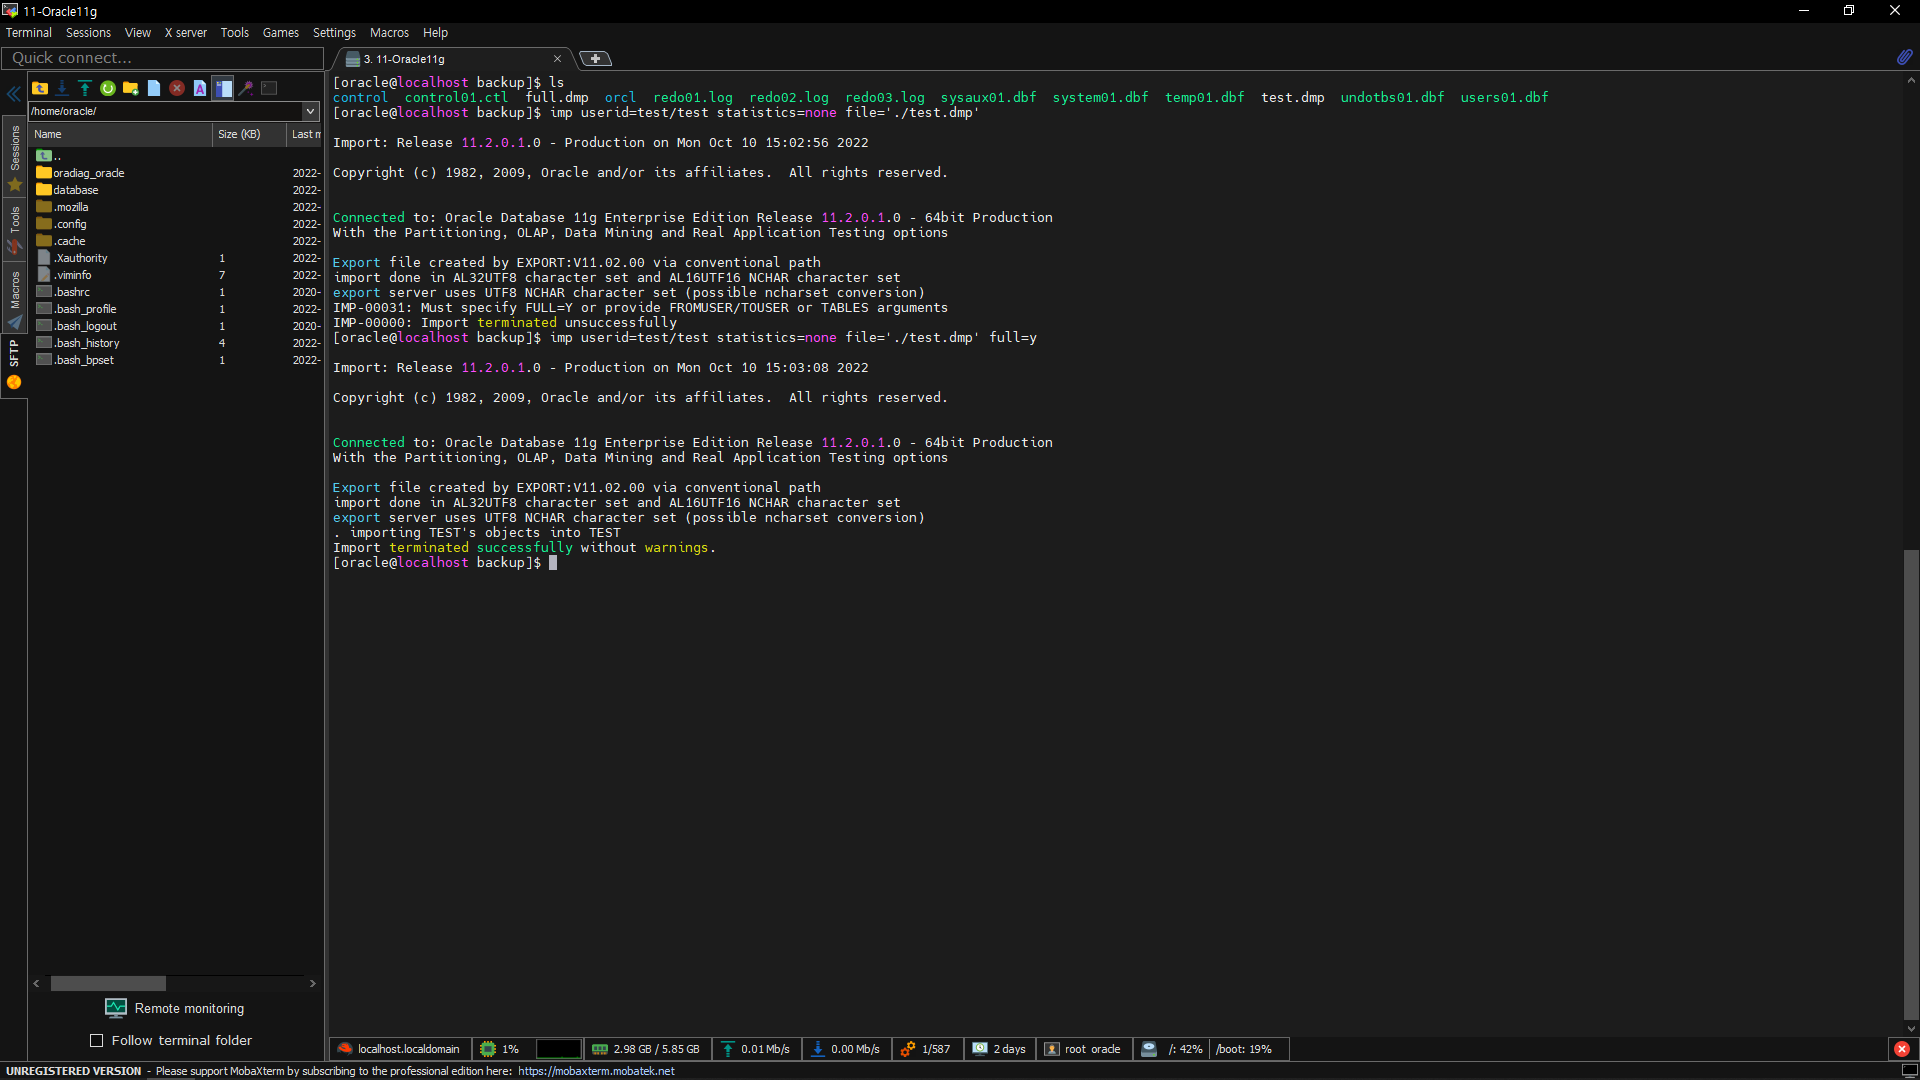 11-Oracle11g
Terminal Sessions View X server Tools Games Settings Macros Help
Quick connect...
3. 11-Oracle11g
/home/oracle/
Name Size (KB) Last m
..
oradiag_oracle 2022-
database 2022-
.mozilla 2022-
.config 2022-
.cache 2022-
.Xauthority 1 2022-
.viminfo 7 2022-
.bashrc 1 2020-
.bash_profile 1 2022-
.bash_logout 1 2020-
.bash_history 4 2022-
.bash_bpset 1 2022-
Sessions
Tools
Macros
SFTP
Remote monitoring
Follow terminal folder
[oracle@localhost backup]$ ls
control control01.ctl full.dmp orcl redo01.log redo02.log redo03.log sysaux01.dbf system01.dbf temp01.dbf test.dmp undotbs01.dbf users01.dbf
[oracle@localhost backup]$ imp userid=test/test statistics=none file='./test.dmp'
Import: Release 11.2.0.1.0 - Production on Mon Oct 10 15:02:56 2022
Copyright (c) 1982, 2009, Oracle and/or its affiliates.  All rights reserved.
Connected to: Oracle Database 11g Enterprise Edition Release 11.2.0.1.0 - 64bit Production
With the Partitioning, OLAP, Data Mining and Real Application Testing options
Export file created by EXPORT:V11.02.00 via conventional path
import done in AL32UTF8 character set and AL16UTF16 NCHAR character set
export server uses UTF8 NCHAR character set (possible ncharset conversion)
IMP-00031: Must specify FULL=Y or provide FROMUSER/TOUSER or TABLES arguments
IMP-00000: Import terminated unsuccessfully
[oracle@localhost backup]$ imp userid=test/test statistics=none file='./test.dmp' full=y
Import: Release 11.2.0.1.0 - Production on Mon Oct 10 15:03:08 2022
Copyright (c) 1982, 2009, Oracle and/or its affiliates.  All rights reserved.
Connected to: Oracle Database 11g Enterprise Edition Release 11.2.0.1.0 - 64bit Production
With the Partitioning, OLAP, Data Mining and Real Application Testing options
Export file created by EXPORT:V11.02.00 via conventional path
import done in AL32UTF8 character set and AL16UTF16 NCHAR character set
export server uses UTF8 NCHAR character set (possible ncharset conversion)
. importing TEST's objects into TEST
Import terminated successfully without warnings.
[oracle@localhost backup]$
localhost.localdomain 1% 2.98 GB / 5.85 GB 0.01 Mb/s 0.00 Mb/s 1/587 2 days root oracle /: 42% /boot: 19%
UNREGISTERED VERSION - Please support MobaXterm by subscribing to the professional edition here: https://mobaxterm.mobatek.net